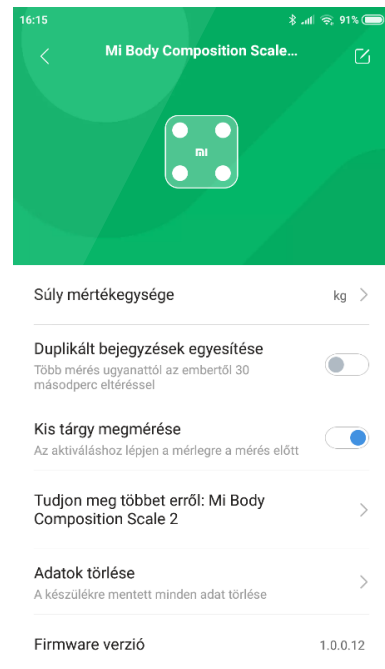 16:15 91%
Mi Body Composition Scale...
mi
Súly mértékegysége kg
Duplikált bejegyzések egyesítése
Több mérés ugyanattól az embertől 30
másodperc eltéréssel
Kis tárgy megmérése
Az aktiváláshoz lépjen a mérlegre a mérés előtt
Tudjon meg többet erről: Mi Body
Composition Scale 2
Adatok törlése
A készülékre mentett minden adat törlése
Firmware verzió 1.0.0.12